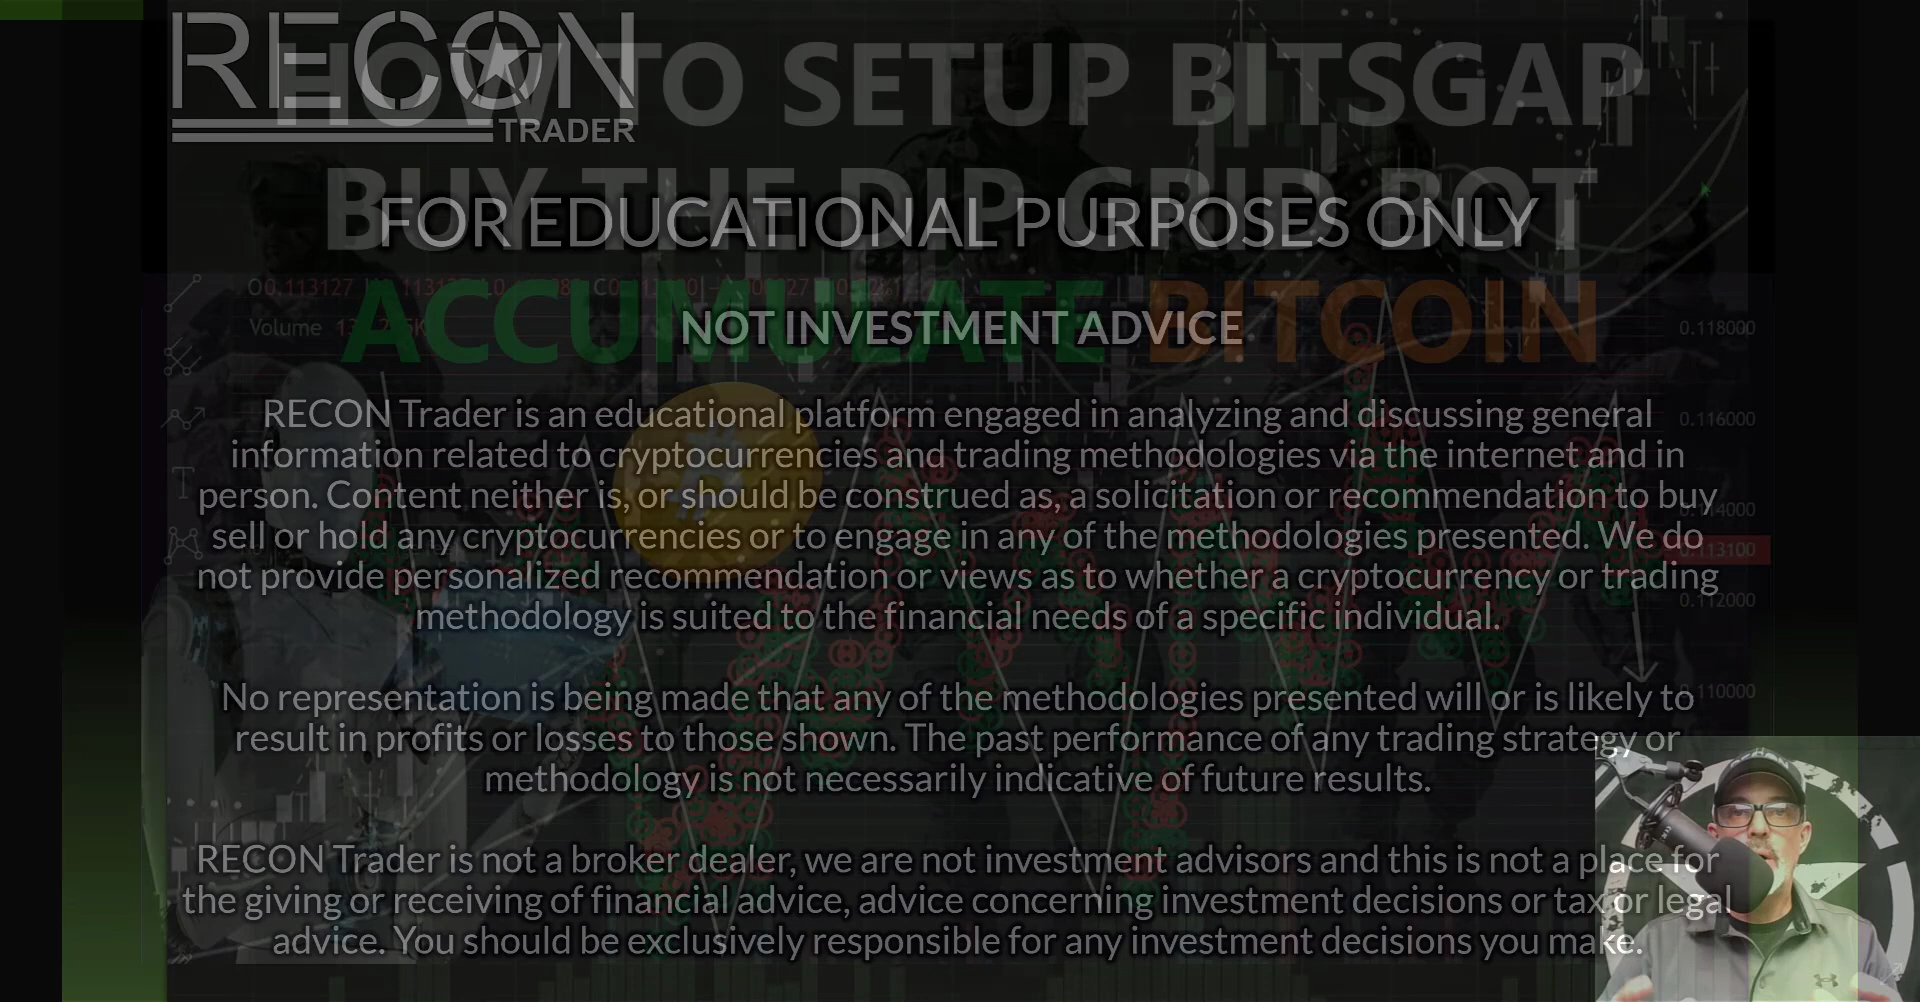 RECON
TRADER
HOW TO SETUP BITSGAP
BUY THE DIP GRID BOT
FOR EDUCATIONAL PURPOSES ONLY
ACCUMULATE BITCOIN
NOT INVESTMENT ADVICE
Volume
0.118000
0.116000
0.114000
0.113100
0.112000
0.110000
RECON Trader is an educational platform engaged in analyzing and discussing general
information related to cryptocurrencies and trading methodologies via the internet and in
person. Content neither is, or should be construed as, a solicitation or recommendation to buy
sell or hold any cryptocurrencies or to engage in any of the methodologies presented. We do
not provide personalized recommendation or views as to whether a cryptocurrency or trading
methodology is suited to the financial needs of a specific individual.
No representation is being made that any of the methodologies presented will or is likely to
result in profits or losses to those shown. The past performance of any trading strategy or
methodology is not necessarily indicative of future results.
RECON Trader is not a broker dealer, we are not investment advisors and this is not a place for
the giving or receiving of financial advice, advice concerning investment decisions or tax or legal
advice. You should be exclusively responsible for any investment decisions you make.